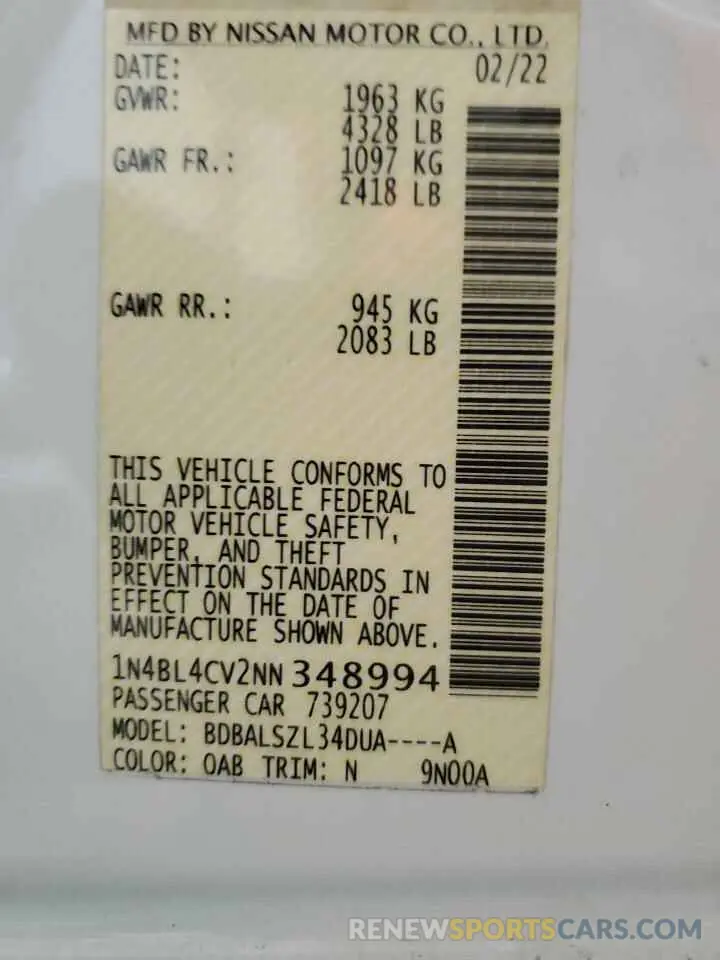 MFD BY NISSAN MOTOR CO., LTD.
DATE: 02/22
GVWR: 1963 KG
4328 LB
GAWR FR.: 1097 KG
2418 LB
GAWR RR.: 945 KG
2083 LB
THIS VEHICLE CONFORMS TO
ALL APPLICABLE FEDERAL
MOTOR VEHICLE SAFETY,
BUMPER, AND THEFT
PREVENTION STANDARDS IN
EFFECT ON THE DATE OF
MANUFACTURE SHOWN ABOVE.
1N4BL4CV2NN 348994
PASSENGER CAR 739207
MODEL: BDBALSZL34DUA----A
COLOR: OAB TRIM: N 9N00A
RENEWSPORTSCARS.COM